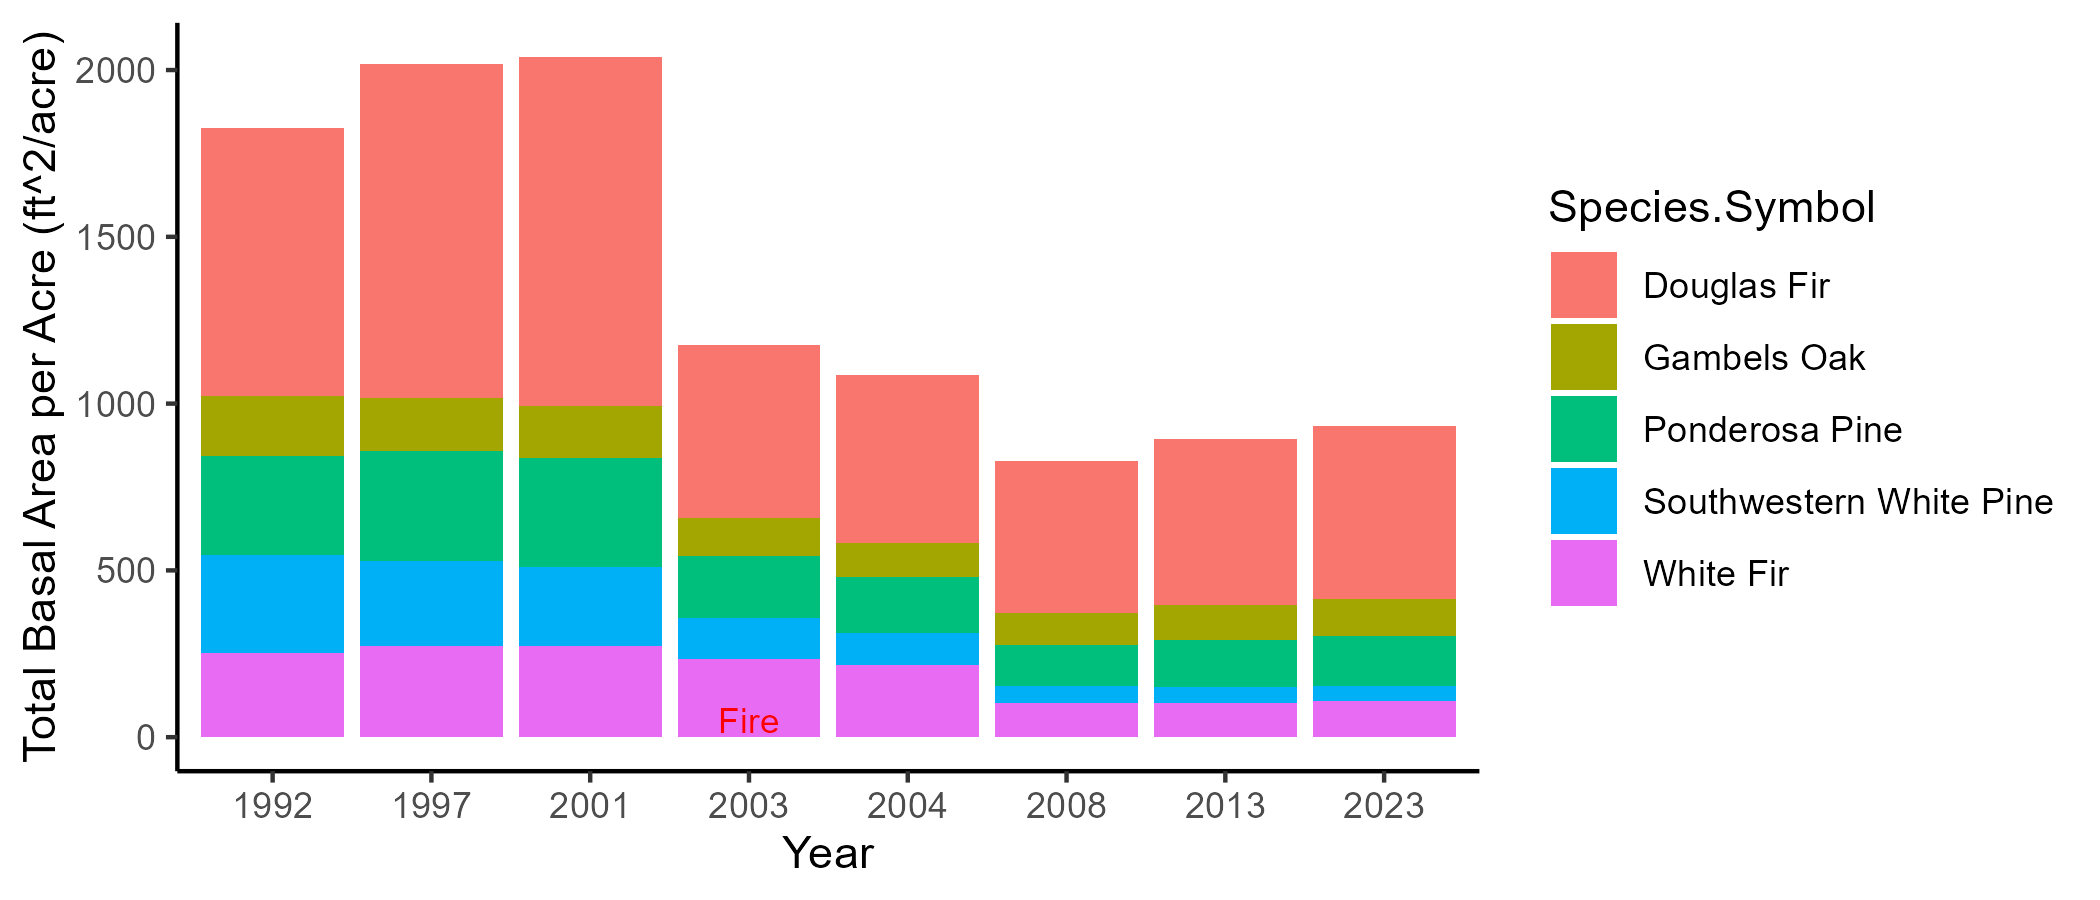 Total Basal Area per Acre (ft^2/acre)
2000
1500
1000
500
0
Fire
1992 1997 2001 2003 2004 2008 2013 2023
Year
Species.Symbol
Douglas Fir
Gambels Oak
Ponderosa Pine
Southwestern White Pine
White Fir